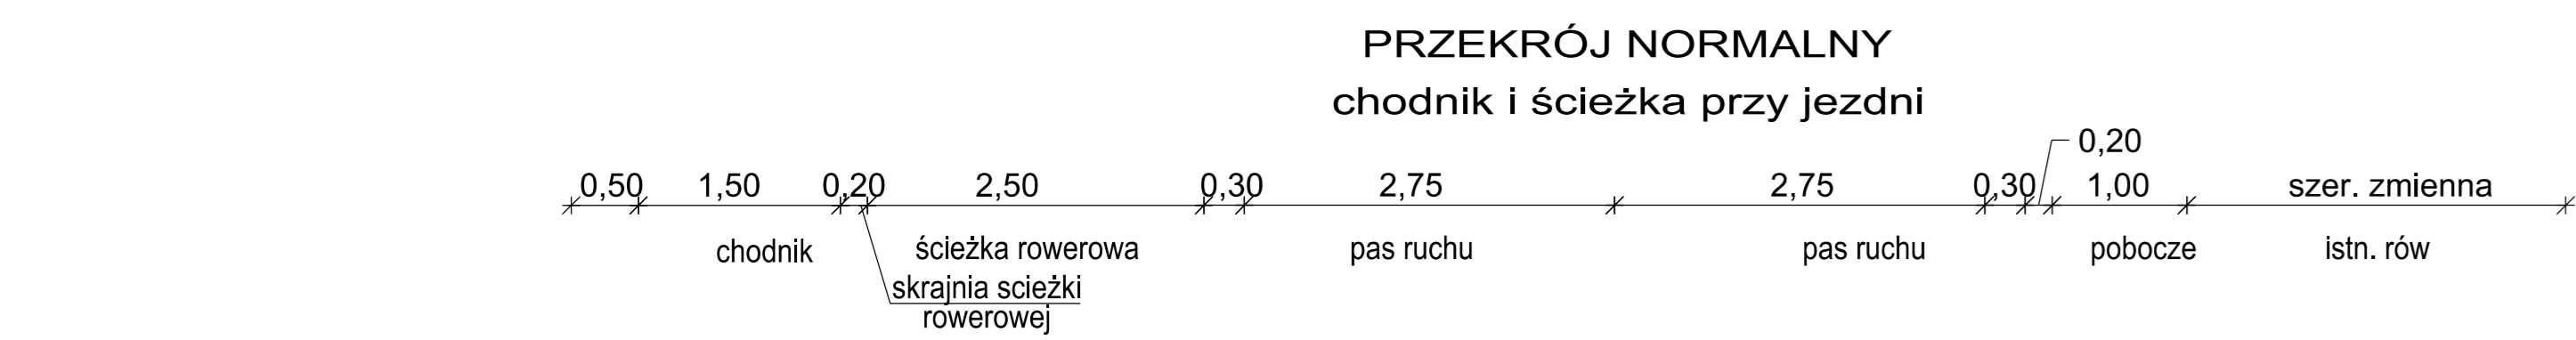 PRZEKRÓJ NORMALNY
chodnik i ścieżka przy jezdni
0,20
0,50 1,50 0,20 2,50 0,30 2,75 2,75 0,30 1,00 szer. zmienna
chodnik ścieżka rowerowa pas ruchu pas ruchu pobocze istn. rów
skrajnia scieżki
rowerowej